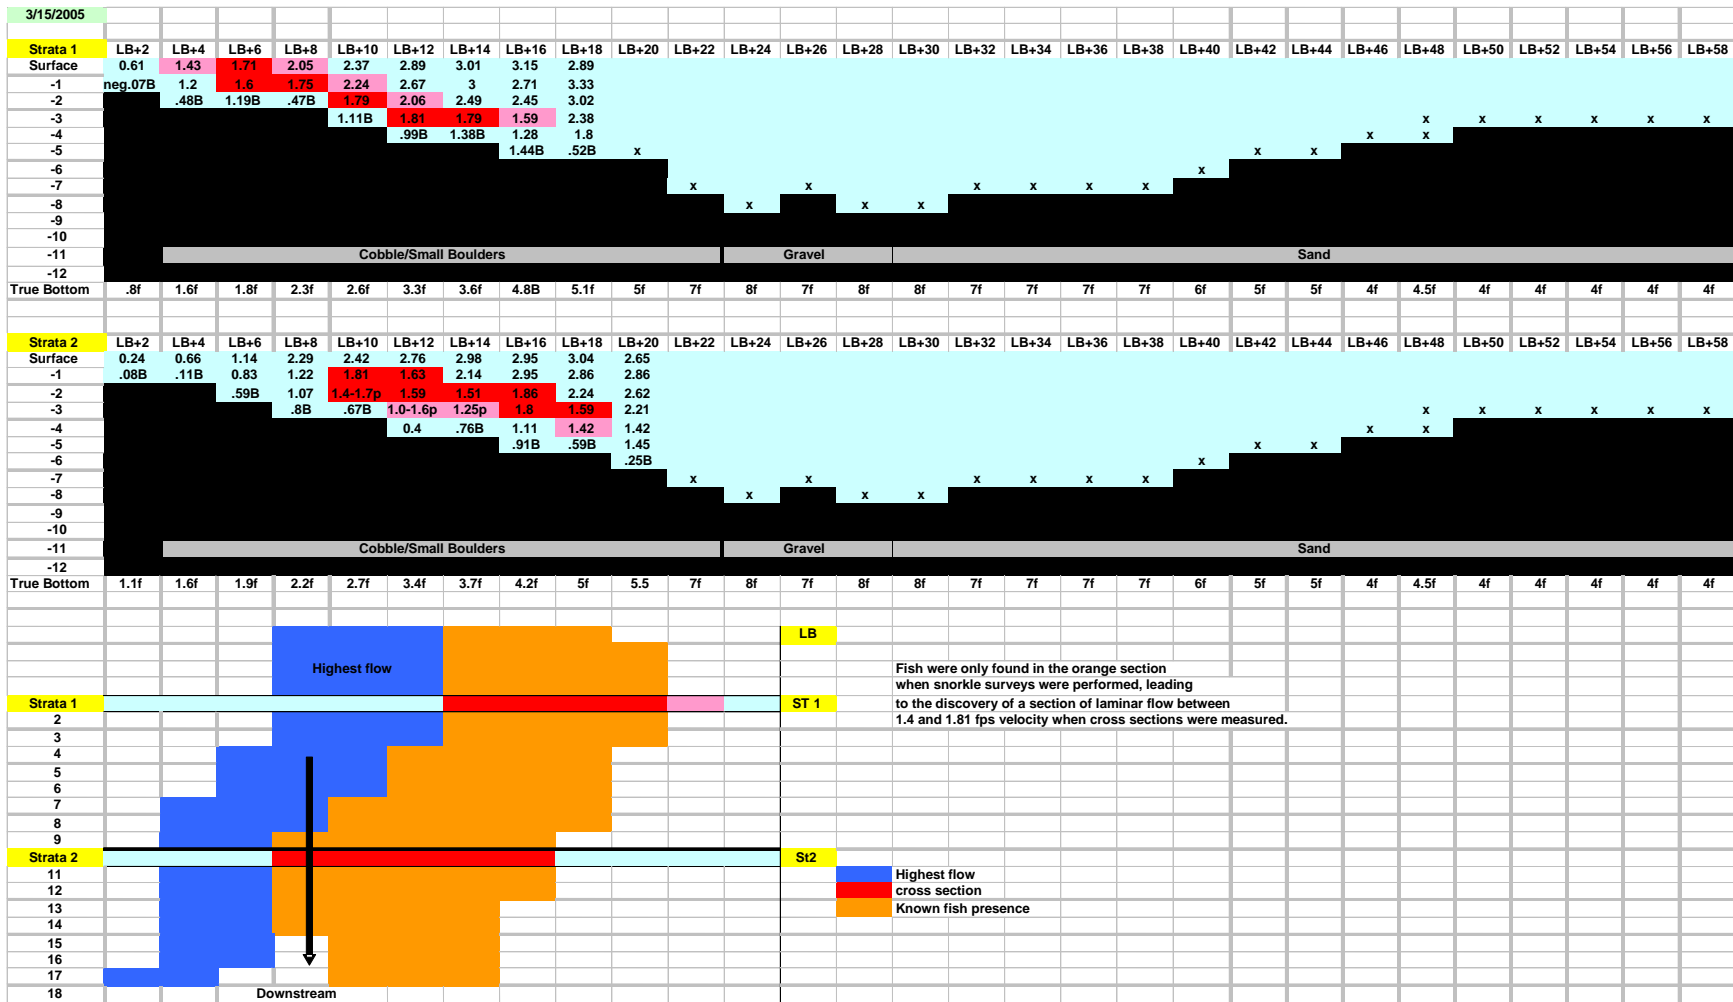 3/15/2005
Strata 1 LB+2 LB+4 LB+6 LB+8 LB+10 LB+12 LB+14 LB+16 LB+18 LB+20 LB+22 LB+24 LB+26 LB+28 LB+30 LB+32 LB+34 LB+36 LB+38 LB+40 LB+42 LB+44 LB+46 LB+48 LB+50 LB+52 LB+54 LB+56 LB+58
Surface 0.61 1.43 1.71 2.05 2.37 2.89 3.01 3.15 2.89
-1 neg.07B 1.2 1.6 1.75 2.24 2.67 3 2.71 3.33
-2 .48B 1.19B .47B 1.79 2.06 2.49 2.45 3.02
-3 1.11B 1.81 1.79 1.59 2.38 x x x x x x
-4 .99B 1.38B 1.28 1.8 x x
-5 1.44B .52B x x x
-6 x
-7 x x x x x x
-8 x x x
-9
-10
-11 Cobble/Small Boulders Gravel Sand
-12
True Bottom .8f 1.6f 1.8f 2.3f 2.6f 3.3f 3.6f 4.8B 5.1f 5f 7f 8f 7f 8f 8f 7f 7f 7f 7f 6f 5f 5f 4f 4.5f 4f 4f 4f 4f 4f
Strata 2 LB+2 LB+4 LB+6 LB+8 LB+10 LB+12 LB+14 LB+16 LB+18 LB+20 LB+22 LB+24 LB+26 LB+28 LB+30 LB+32 LB+34 LB+36 LB+38 LB+40 LB+42 LB+44 LB+46 LB+48 LB+50 LB+52 LB+54 LB+56 LB+58
Surface 0.24 0.66 1.14 2.29 2.42 2.76 2.98 2.95 3.04 2.65
-1 .08B .11B 0.83 1.22 1.81 1.63 2.14 2.95 2.86 2.86
-2 .59B 1.07 1.4-1.7p 1.59 1.51 1.86 2.24 2.62
-3 .8B .67B 1.0-1.6p 1.25p 1.8 1.59 2.21 x x x x x x
-4 0.4 .76B 1.11 1.42 1.42 x x
-5 .91B .59B 1.45 x x
-6 .25B x
-7 x x x x x x
-8 x x x
-9
-10
-11 Cobble/Small Boulders Gravel Sand
-12
True Bottom 1.1f 1.6f 1.9f 2.2f 2.7f 3.4f 3.7f 4.2f 5f 5.5 7f 8f 7f 8f 8f 7f 7f 7f 7f 6f 5f 5f 4f 4.5f 4f 4f 4f 4f 4f
LB
Highest flow Fish were only found in the orange section
when snorkle surveys were performed, leading
Strata 1 ST 1 to the discovery of a section of laminar flow between
2 1.4 and 1.81 fps velocity when cross sections were measured.
3
4
5
6
7
8
9
Strata 2 St2
11 Highest flow
12 cross section
13 Known fish presence
14
15
16
17
18 Downstream